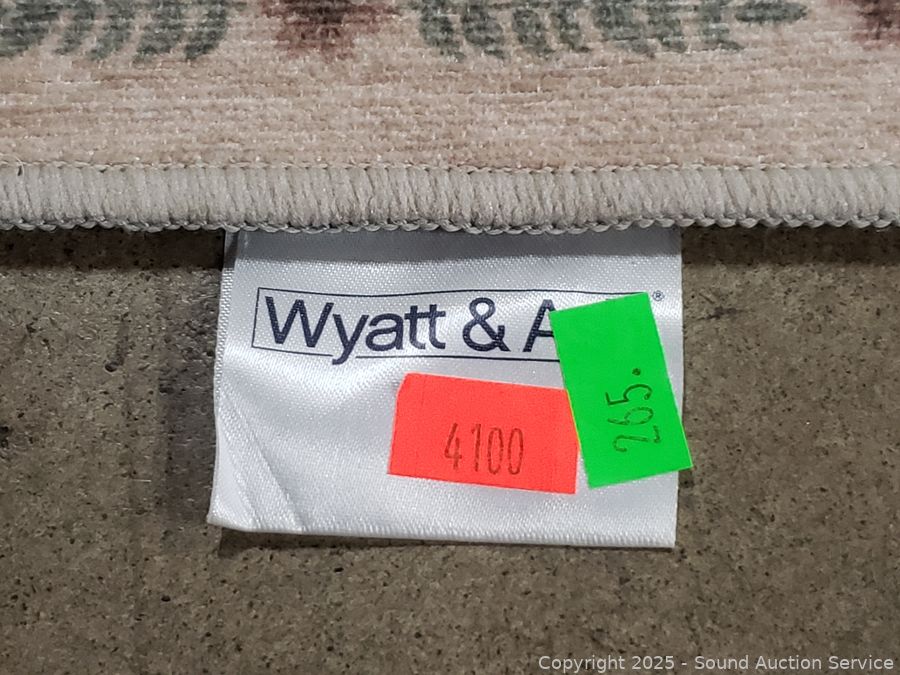 Wyatt & A
®
4100
265.
Copyright 2025 - Sound Auction Service